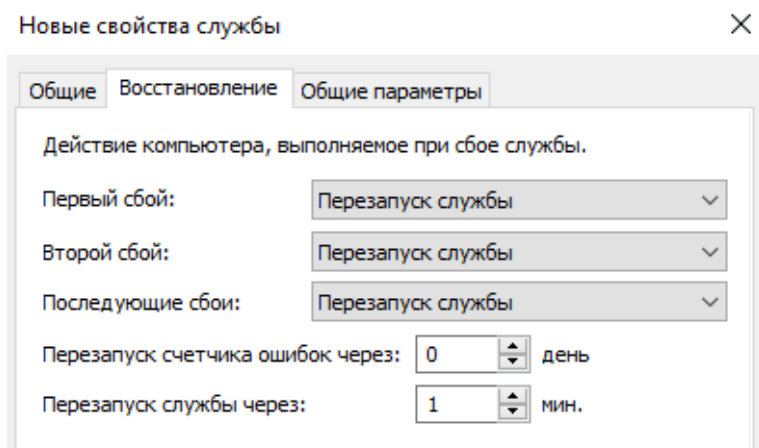 Новые свойства службы
Общие Восстановление Общие параметры
Действие компьютера, выполняемое при сбое службы.
Первый сбой: Перезапуск службы
Второй сбой: Перезапуск службы
Последующие сбои: Перезапуск службы
Перезапуск счетчика ошибок через: 0 день
Перезапуск службы через: 1 мин.